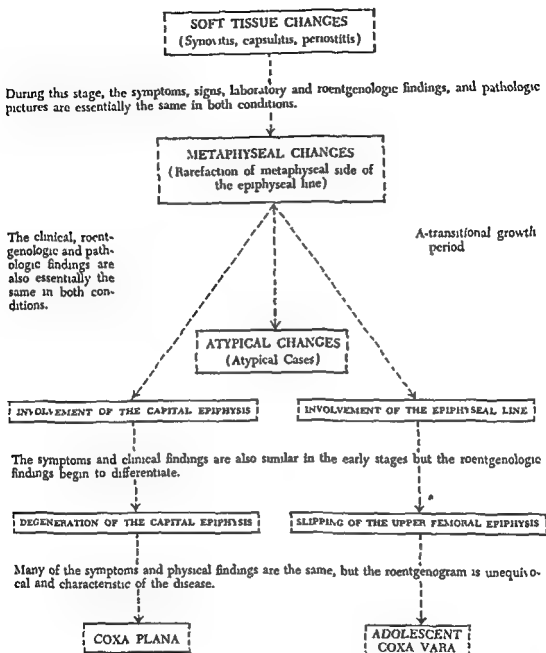 SOFT TISSUE CHANGES
(Synovitis, capsulitis, periostitis)
During this stage, the symptoms, signs, laboratory and roentgenologic findings, and pathologic
pictures are essentially the same in both conditions.
METAPHYSEAL CHANGES
(Rarefaction of metaphyseal side of
the epiphyseal line)
The clinical, roent-
genologic and path-
ologic findings are
also essentially the
same in both con-
ditions.
A-transitional growth
period
ATYPICAL CHANGES
(Atypical Cases)
INVOLVEMENT OF THE CAPITAL EPIPHYSIS
INVOLVEMENT OF THE EPIPHYSEAL LINE
The symptoms and clinical findings are also similar in the early stages but the roentgenologic
findings begin to differentiate.
DEGENERATION OF THE CAPITAL EPIPHYSIS
SLIPPING OF THE UPPER FEMORAL EPIPHYSIS
Many of the symptoms and physical findings are the same, but the roentgenogram is unequivo-
cal and characteristic of the disease.
COXA PLANA
ADOLESCENT
COXA VARA